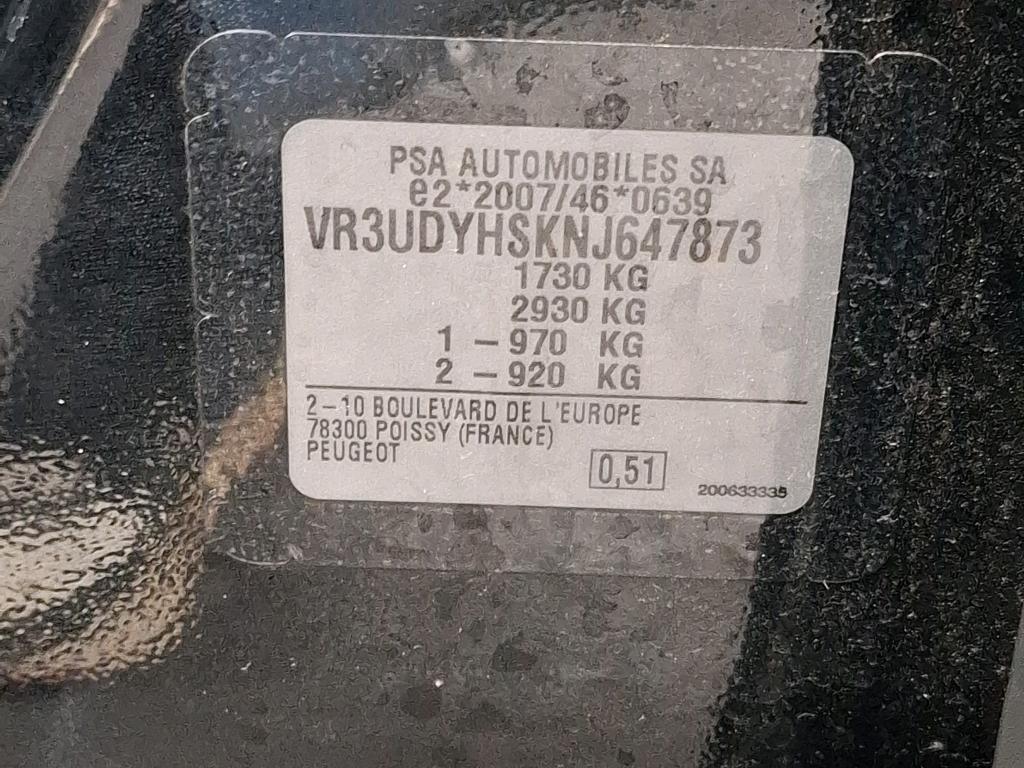 PSA AUTOMOBILES SA
e2*2007/46*0639
VR3UDYHSKNJ647873
1730 KG
2930 KG
1 – 970 KG
2 – 920 KG
2–10 BOULEVARD DE L'EUROPE
78300 POISSY (FRANCE)
PEUGEOT
0,51
200633335